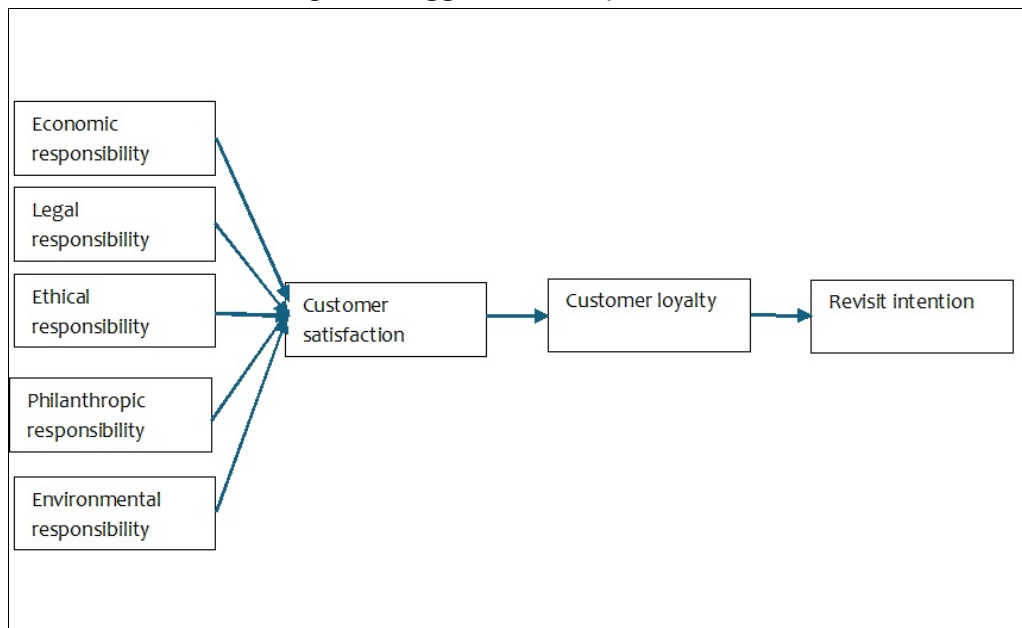 Economic
responsibility
Legal
responsibility
Ethical
responsibility
Philanthropic
responsibility
Environmental
responsibility
Customer
satisfaction
Customer loyalty
Revisit intention